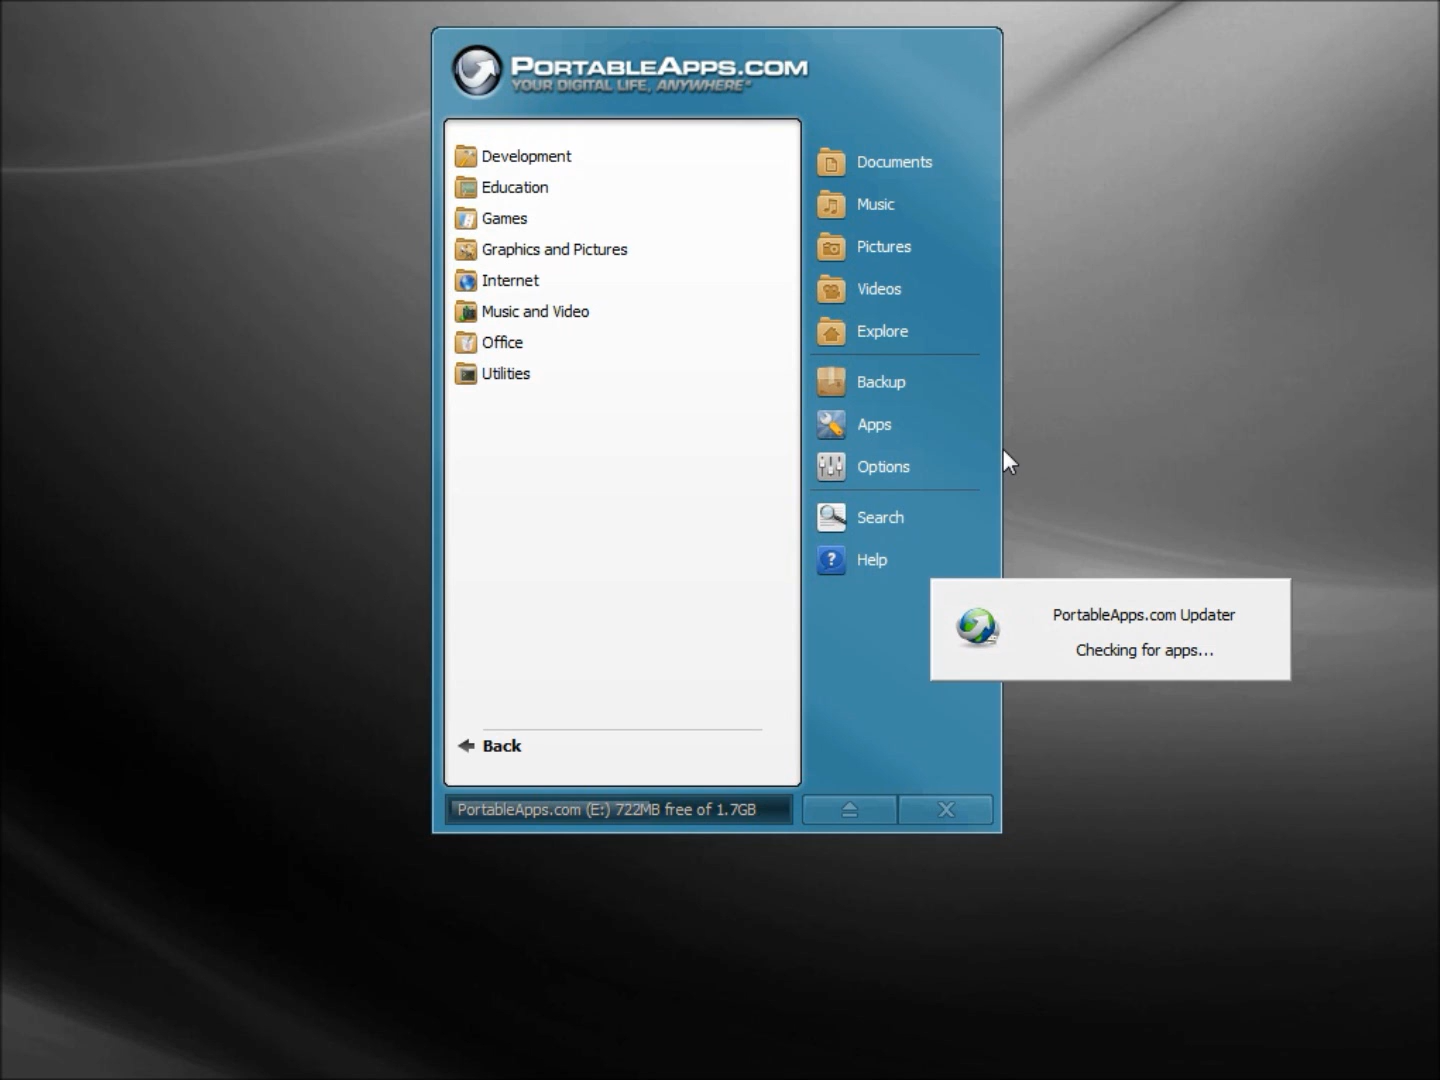 PORTABLEAPPS.COM
YOUR DIGITAL LIFE, ANYWHERE®
Development
Education
Games
Graphics and Pictures
Internet
Music and Video
Office
Utilities
Back
PortableApps.com (E:) 722MB free of 1.7GB
Documents
Music
Pictures
Videos
Explore
Backup
Apps
Options
Search
Help
PortableApps.com Updater
Checking for apps...